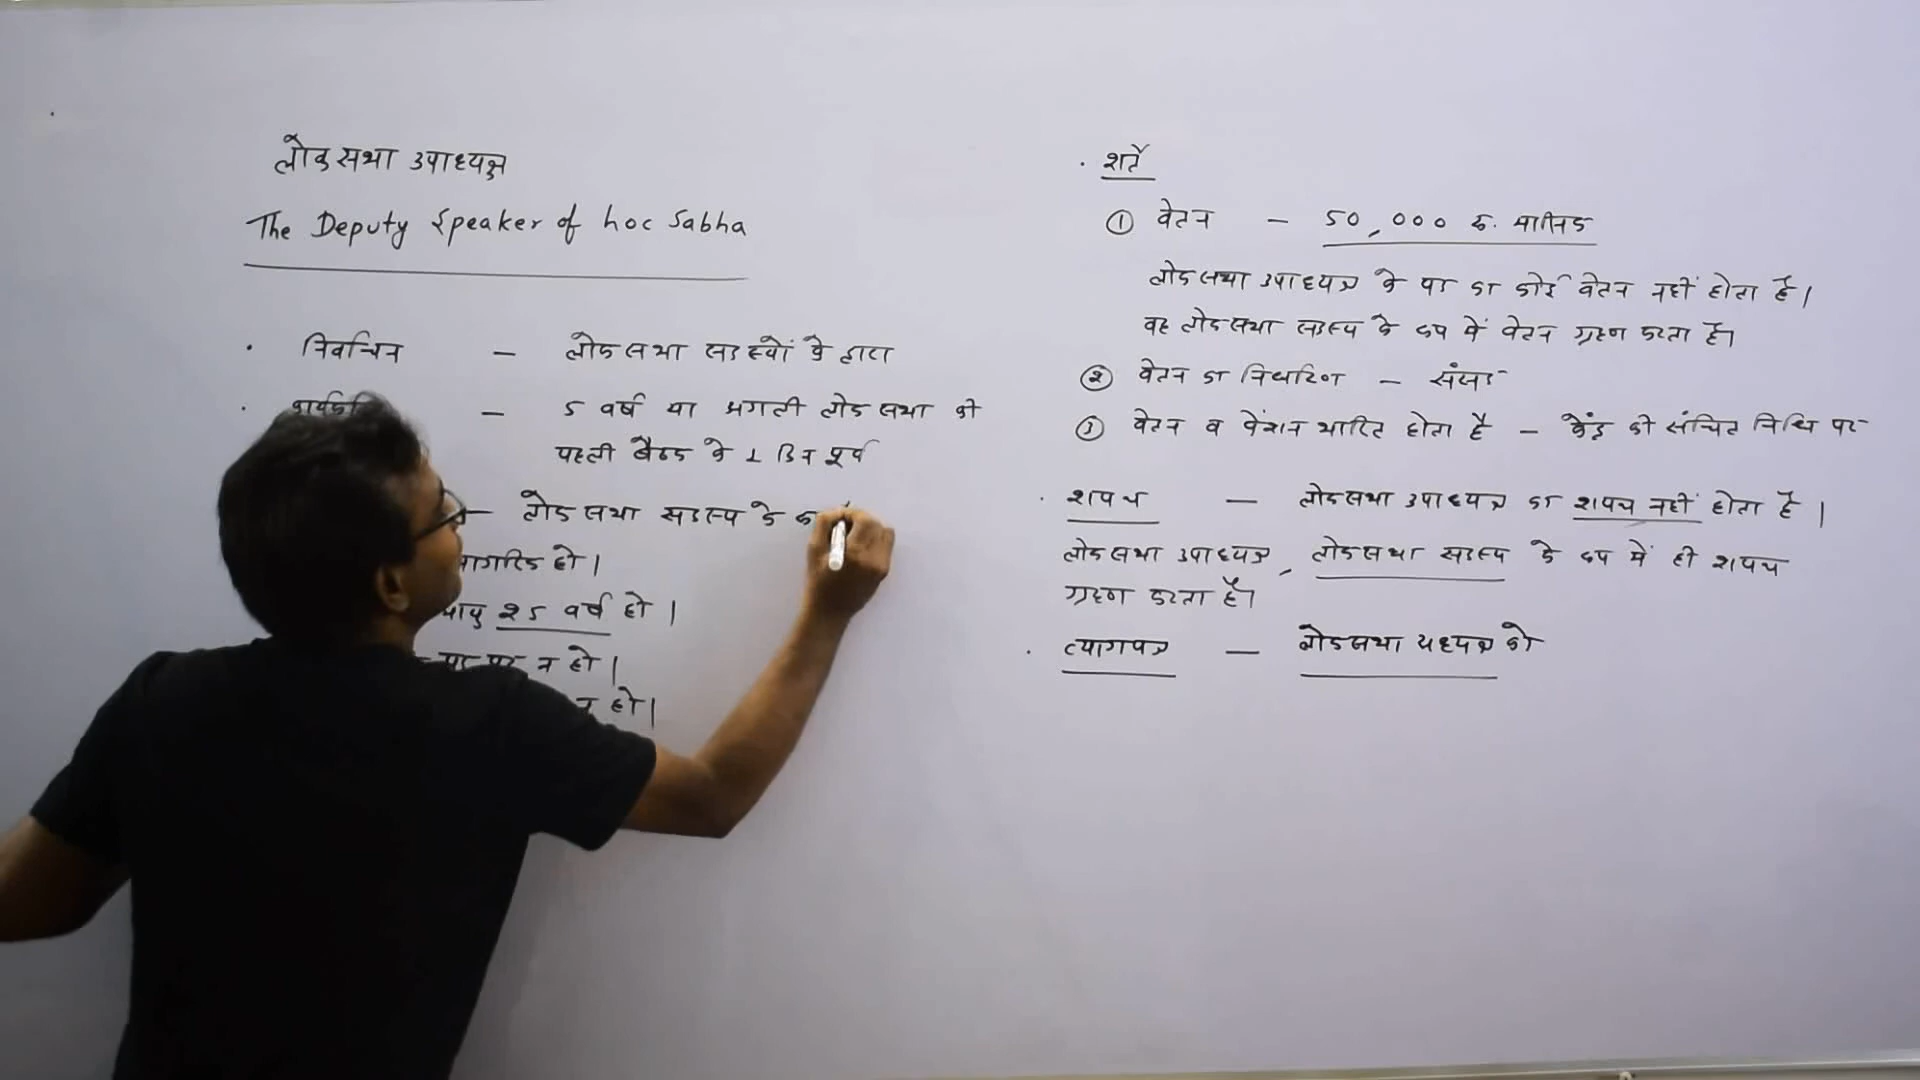 लोकसभा उपाध्यक्ष
The Deputy Speaker of Loc Sabha
· निर्वाचन – लोकसभा सदस्यों के द्वारा
· – 5 वर्ष या अगली लोकसभा की
पहली बैठक के 1 दिन पूर्व
– लोकसभा सदस्य के
नागरिक हो।
आयु २५ वर्ष हो।
पद पर न हो।
न हो।
· शर्ते
① वेतन – 50,000 रु. मासिक
लोकसभा उपाध्यक्ष के पद का कोई वेतन नहीं होता है।
वह लोकसभा सदस्य के रूप में वेतन ग्रहण करता है।
② वेतन का निर्धारण – संसद
③ वेतन व पेंशन भारित होता है – केंद्र की संचित निधि पर
· शपथ – लोकसभा उपाध्यक्ष का शपथ नहीं होता है।
लोकसभा उपाध्यक्ष, लोकसभा सदस्य के रूप में ही शपथ
ग्रहण करता है।
· त्यागपत्र – लोकसभा अध्यक्ष को